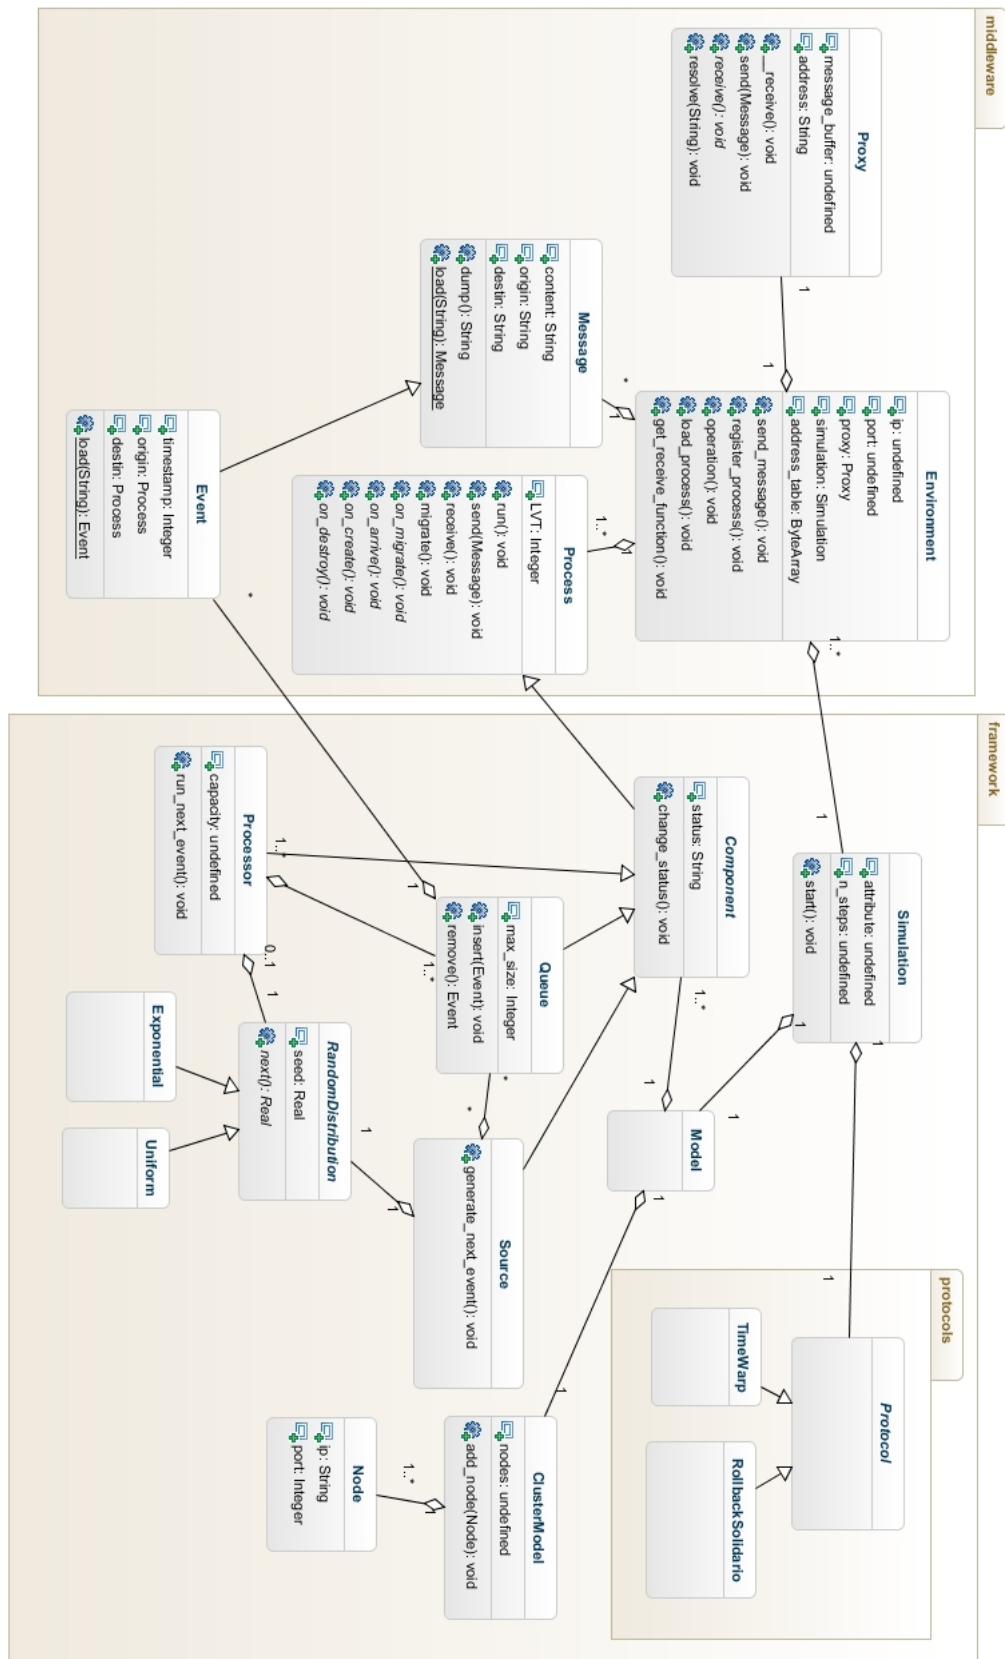 middleware
Proxy
message_buffer: undefined
address: String
__receive(): void
send(Message): void
receive(): void
resolve(String): void
1
1
Environment
ip: undefined
port: undefined
proxy: Proxy
simulation: Simulation
address_table: ByteArray
send_message(): void
register_process(): void
operation(): void
load_process(): void
get_receive_function(): void
Message
content: String
origin: String
destin: String
dump(): String
load(String): Message
*
1
Process
LVT: Integer
run(): void
send(Message): void
receive(): void
migrate(): void
on_migrate(): void
on_arrive(): void
on_create(): void
on_destroy(): void
1..*
1
Event
timestamp: Integer
origin: Process
destin: Process
load(String): Event
*
1..*
framework
1
Simulation
attribute: undefined
n_steps: undefined
start(): void
1
1
Component
status: String
change_status(): void
1..*
1
1
Model
1
Processor
capacity: undefined
run_next_event(): void
1..*
0..1
1
1
Queue
max_size: Integer
insert(Event): void
remove(): Event
1..*
*
*
RandomDistribution
seed: Real
next(): Real
1
1
Exponential
Uniform
Source
generate_next_event(): void
protocols
1
Protocol
TimeWarp
RollbackSolidario
1
ClusterModel
nodes: undefined
add_node(Node): void
1
1..*
Node
ip: String
port: Integer